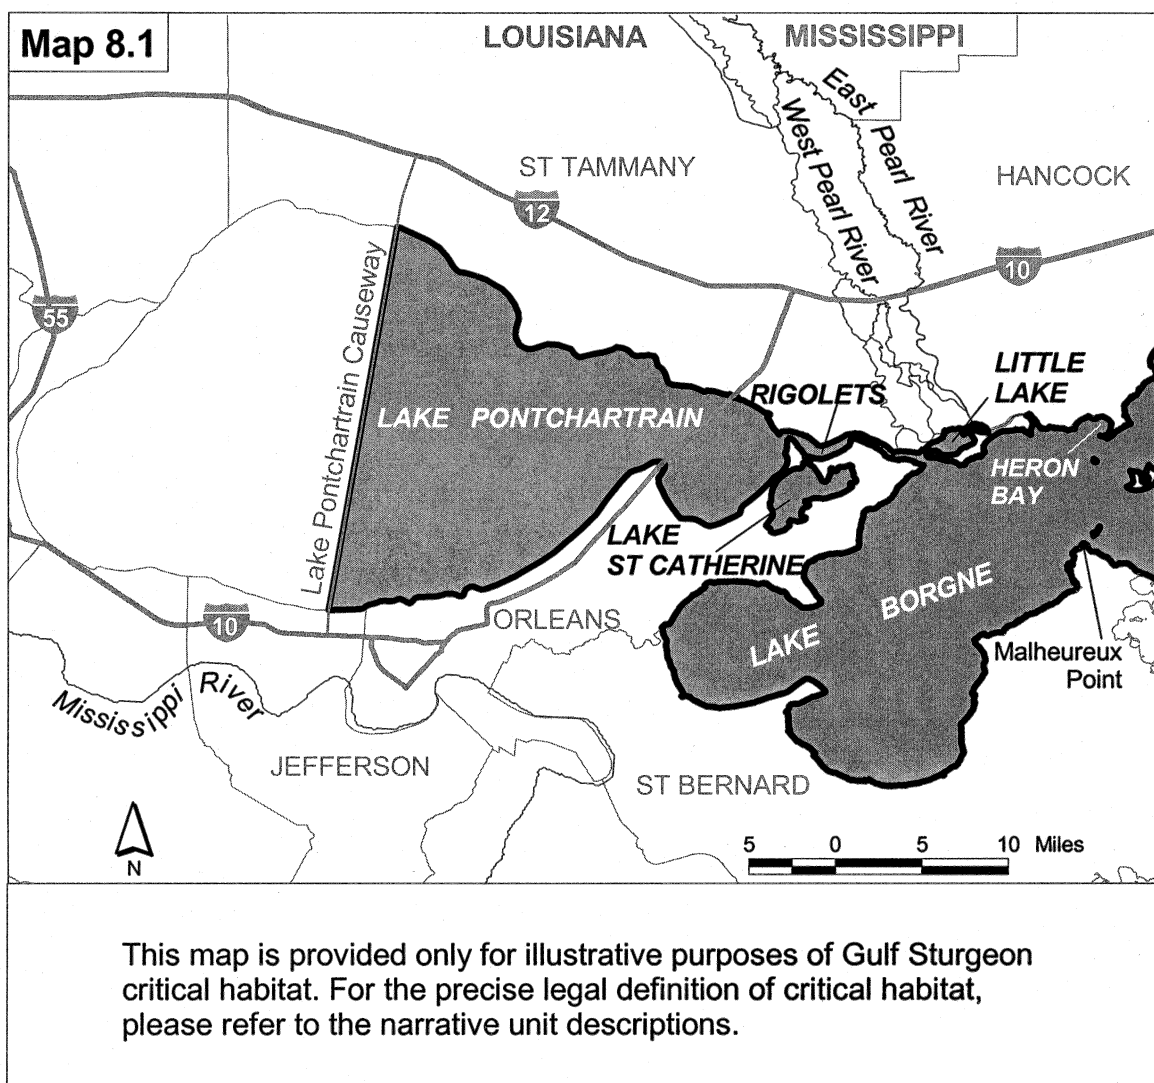 Map 8.1
LOUISIANA
MISSISSIPPI
East Pearl River
West Pearl River
ST TAMMANY
HANCOCK
12
10
55
Lake Pontchartrain Causeway
LITTLE
LAKE
RIGOLETS
LAKE PONTCHARTRAIN
HERON
BAY
LAKE
ST CATHERINE
LAKE BORGNE
ORLEANS
10
Malheureux
Point
Mississippi River
JEFFERSON
ST BERNARD
N
5 0 5 10 Miles
This map is provided only for illustrative purposes of Gulf Sturgeon
critical habitat. For the precise legal definition of critical habitat,
please refer to the narrative unit descriptions.